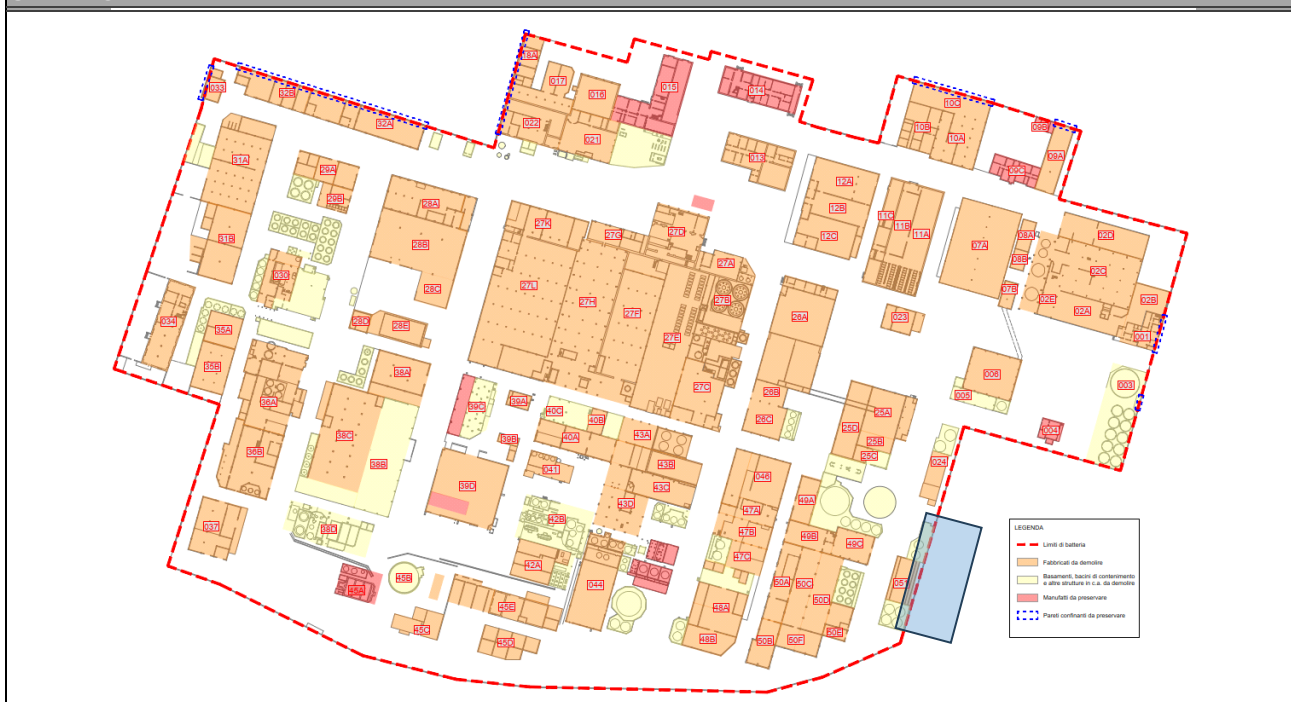 18A
033
32B
017
016
015
014
32A
022
021
10C
10B
10A
09B
09A
09C
013
31A
29A
29B
12A
12B
12C
11C
11B
11A
28A
27K
27G
27D
08A
08B
07A
02D
31B
28B
27A
02C
030
28C
27L
27H
27F
27B
07B
02E
02A
02B
001
034
28D
28E
26A
023
35A
27E
35B
38A
27C
006
003
005
36A
39C
39A
40C
40B
26B
26C
25A
38C
40A
43A
25D
25B
004
36B
38B
39B
041
43B
25C
43C
046
024
39D
43D
49A
47A
037
38D
42B
47B
49B
49C
47C
42A
45B
044
50A
50C
051
45A
50D
45E
48A
45C
45D
48B
50B
50F
50E
LEGENDA
Limiti di batteria
Fabbricati da demolire
Basamenti, bacini di contenimento
e altre strutture in c.a. da demolire
Manufatti da preservare
Pareti confinanti da preservare